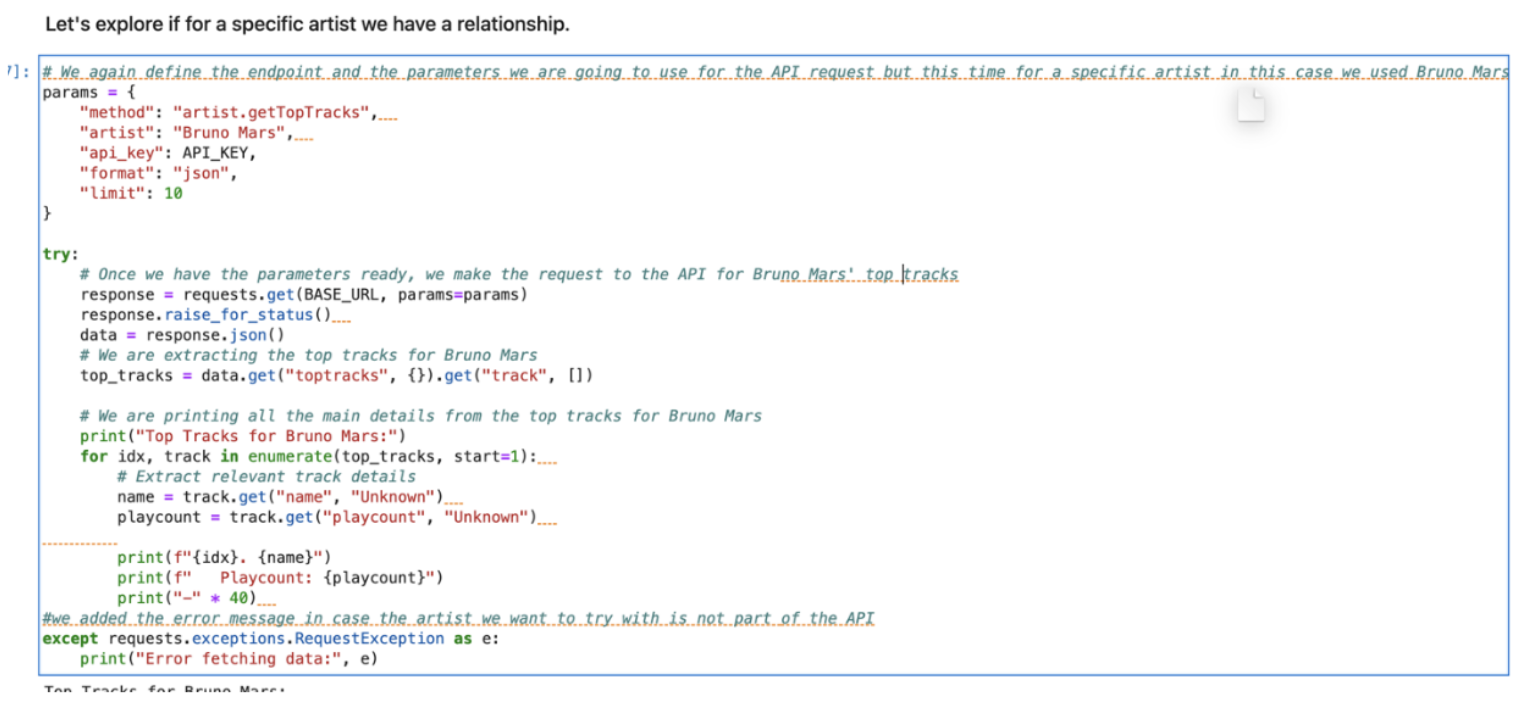 Let's explore if for a specific artist we have a relationship.
7]:
# We again define the endpoint and the parameters we are going to use for the API request but this time for a specific artist in this case we used Bruno Mars
params = {
    "method": "artist.getTopTracks",
    "artist": "Bruno Mars",
    "api_key": API_KEY,
    "format": "json",
    "limit": 10
}
try:
    # Once we have the parameters ready, we make the request to the API for Bruno Mars' top tracks
    response = requests.get(BASE_URL, params=params)
    response.raise_for_status()
    data = response.json()
    # We are extracting the top tracks for Bruno Mars
    top_tracks = data.get("toptracks", {}).get("track", [])
    # We are printing all the main details from the top tracks for Bruno Mars
    print("Top Tracks for Bruno Mars:")
    for idx, track in enumerate(top_tracks, start=1):
        # Extract relevant track details
        name = track.get("name", "Unknown")
        playcount = track.get("playcount", "Unknown")
        print(f"{idx}. {name}")
        print(f"   Playcount: {playcount}")
        print("-" * 40)
#we added the error message in case the artist we want to try with is not part of the API
except requests.exceptions.RequestException as e:
    print("Error fetching data:", e)
Top Tracks for Bruno Mars: